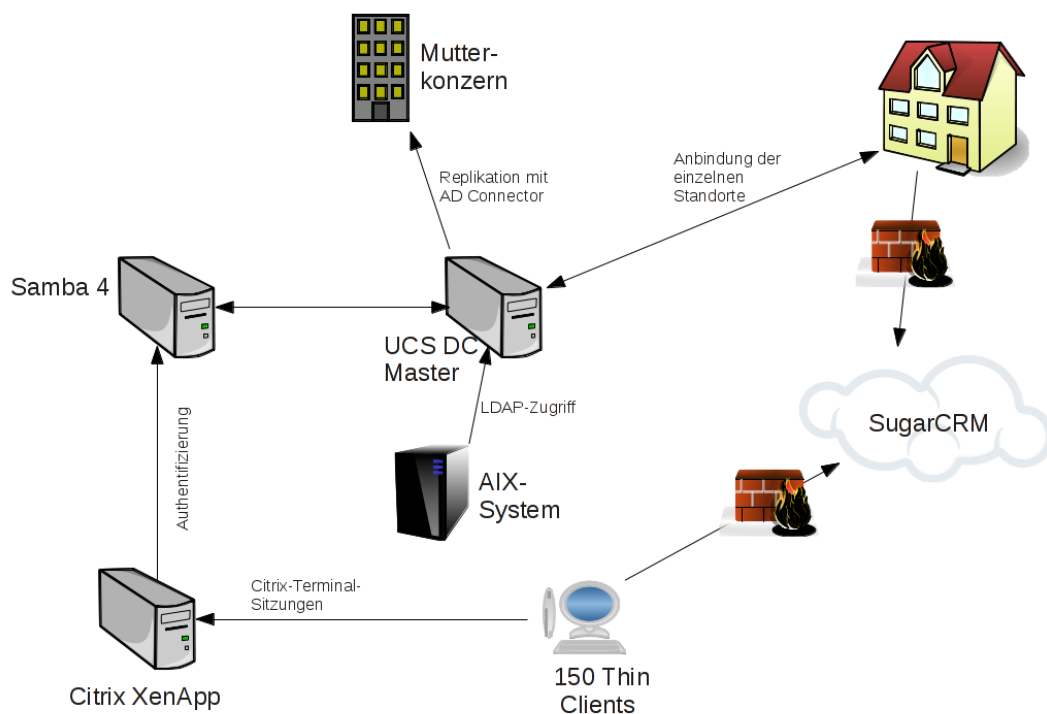 Mutter-
konzern
Replikation mit
AD Connector
Anbindung der
einzelnen
Standorte
Samba 4
UCS DC
Master
LDAP-Zugriff
SugarCRM
Authentifizierung
AIX-
System
Citrix-Terminal-
Sitzungen
Citrix XenApp
150 Thin
Clients